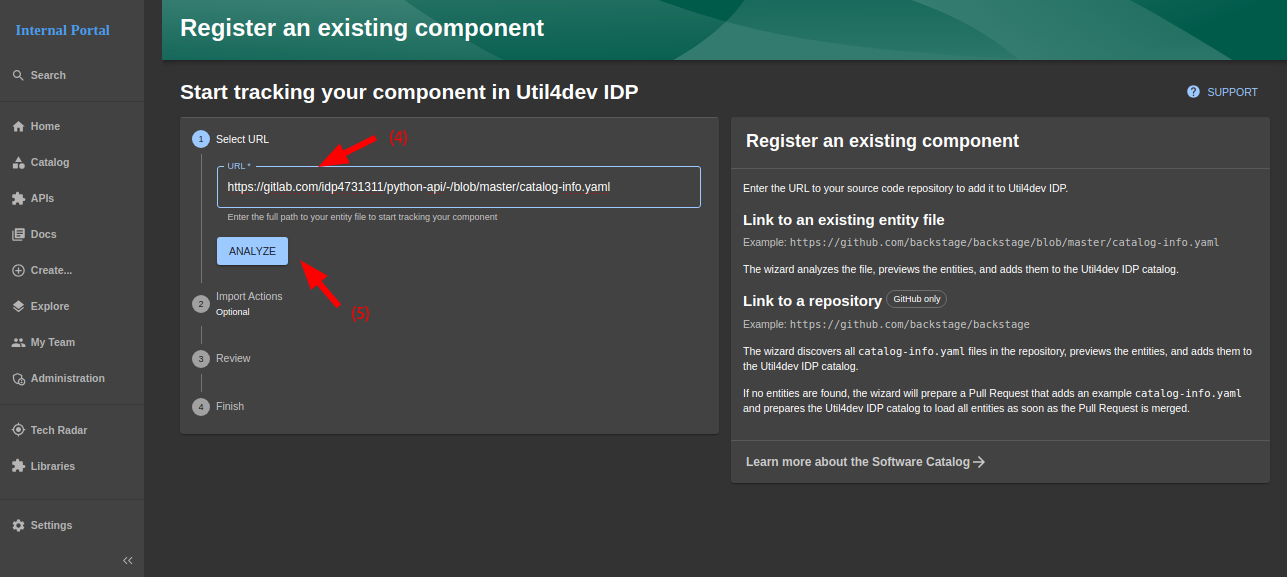 Internal Portal
Search
Home
Catalog
APIs
Docs
Create...
Explore
My Team
Administration
Tech Radar
Libraries
Settings
Register an existing component
Start tracking your component in Util4dev IDP
SUPPORT
1 Select URL
(4)
URL *
https://gitlab.com/idp4731311/python-api/-/blob/master/catalog-info.yaml
Enter the full path to your entity file to start tracking your component
ANALYZE
(5)
2 Import Actions
Optional
3 Review
4 Finish
Register an existing component
Enter the URL to your source code repository to add it to Util4dev IDP.
Link to an existing entity file
Example: https://github.com/backstage/backstage/blob/master/catalog-info.yaml
The wizard analyzes the file, previews the entities, and adds them to the Util4dev IDP catalog.
Link to a repository GitHub only
Example: https://github.com/backstage/backstage
The wizard discovers all catalog-info.yaml files in the repository, previews the entities, and adds them to
the Util4dev IDP catalog.
If no entities are found, the wizard will prepare a Pull Request that adds an example catalog-info.yaml
and prepares the Util4dev IDP catalog to load all entities as soon as the Pull Request is merged.
Learn more about the Software Catalog